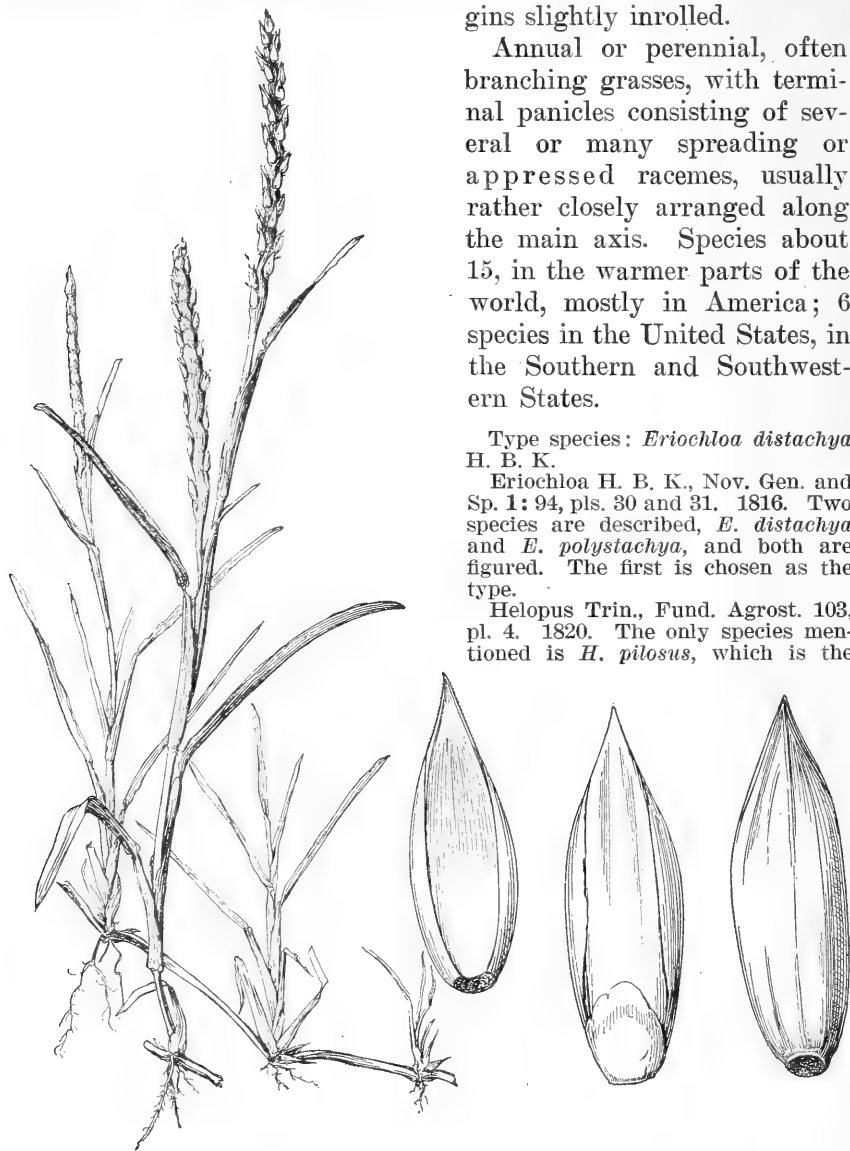 gins slightly inrolled.
Annual or perennial, often
branching grasses, with termi-
nal panicles consisting of sev-
eral or many spreading or
appressed racemes, usually
rather closely arranged along
the main axis. Species about
15, in the warmer parts of the
world, mostly in America; 6
species in the United States, in
the Southern and Southwest-
ern States.
Type species: Eriochloa distachya
H. B. K.
Eriochloa H. B. K., Nov. Gen. and
Sp. 1: 94, pls. 30 and 31. 1816. Two
species are described, E. distachya
and E. polystachya, and both are
figured. The first is chosen as the
type.
Helopus Trin., Fund. Agrost. 103,
pl. 4. 1820. The only species men-
tioned is H. pilosus, which is the